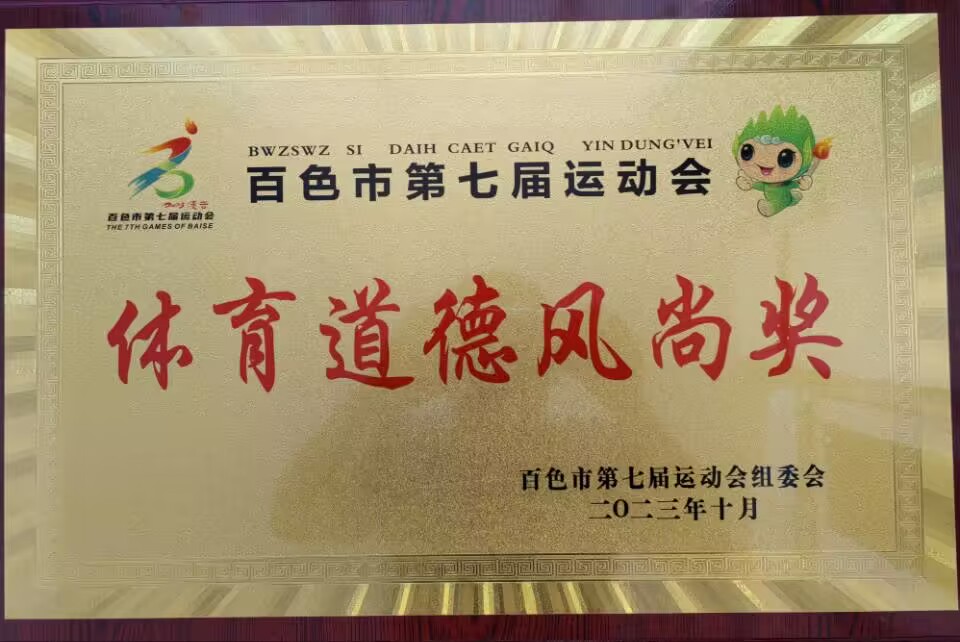 BWZSWZ SI DAIH CAET GAIQ YIN DUNG'VEI
百色市第七届运动会
百色市第七届运动会
THE 7TH GAMES OF BAISE
体育道德风尚奖
百色市第七届运动会组委会
二〇二三年十月